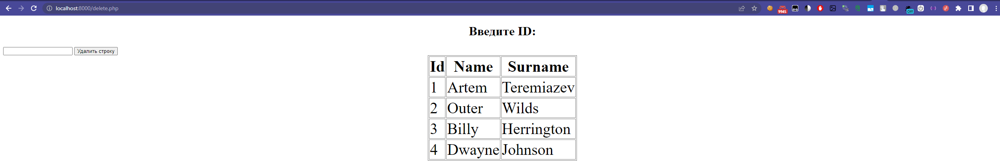 localhost:8000/delete.php
9945
s
Off
Введите ID:
Удалить строку
Id Name Surname
1 Artem Teremiazev
2 Outer Wilds
3 Billy Herrington
4 Dwayne Johnson